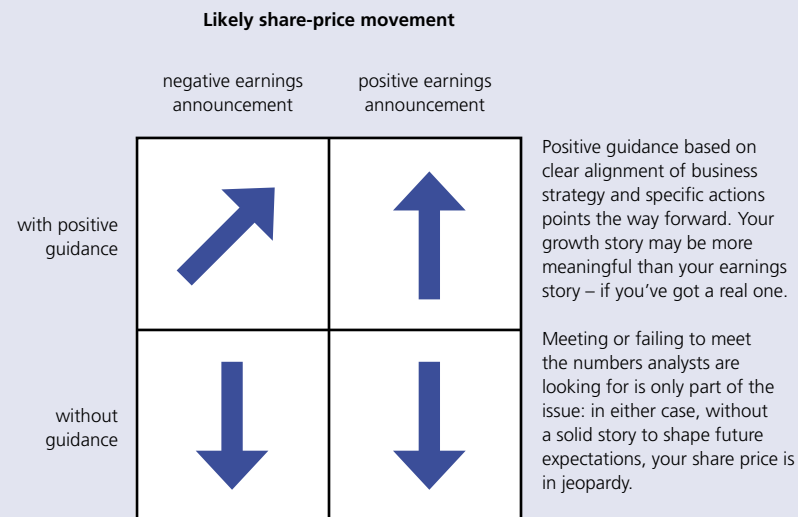 Likely share-price movement
negative earnings
announcement
positive earnings
announcement
with positive
guidance
Positive guidance based on
clear alignment of business
strategy and specific actions
points the way forward. Your
growth story may be more
meaningful than your earnings
story – if you’ve got a real one.
without
guidance
Meeting or failing to meet
the numbers analysts are
looking for is only part of the
issue: in either case, without
a solid story to shape future
expectations, your share price is
in jeopardy.